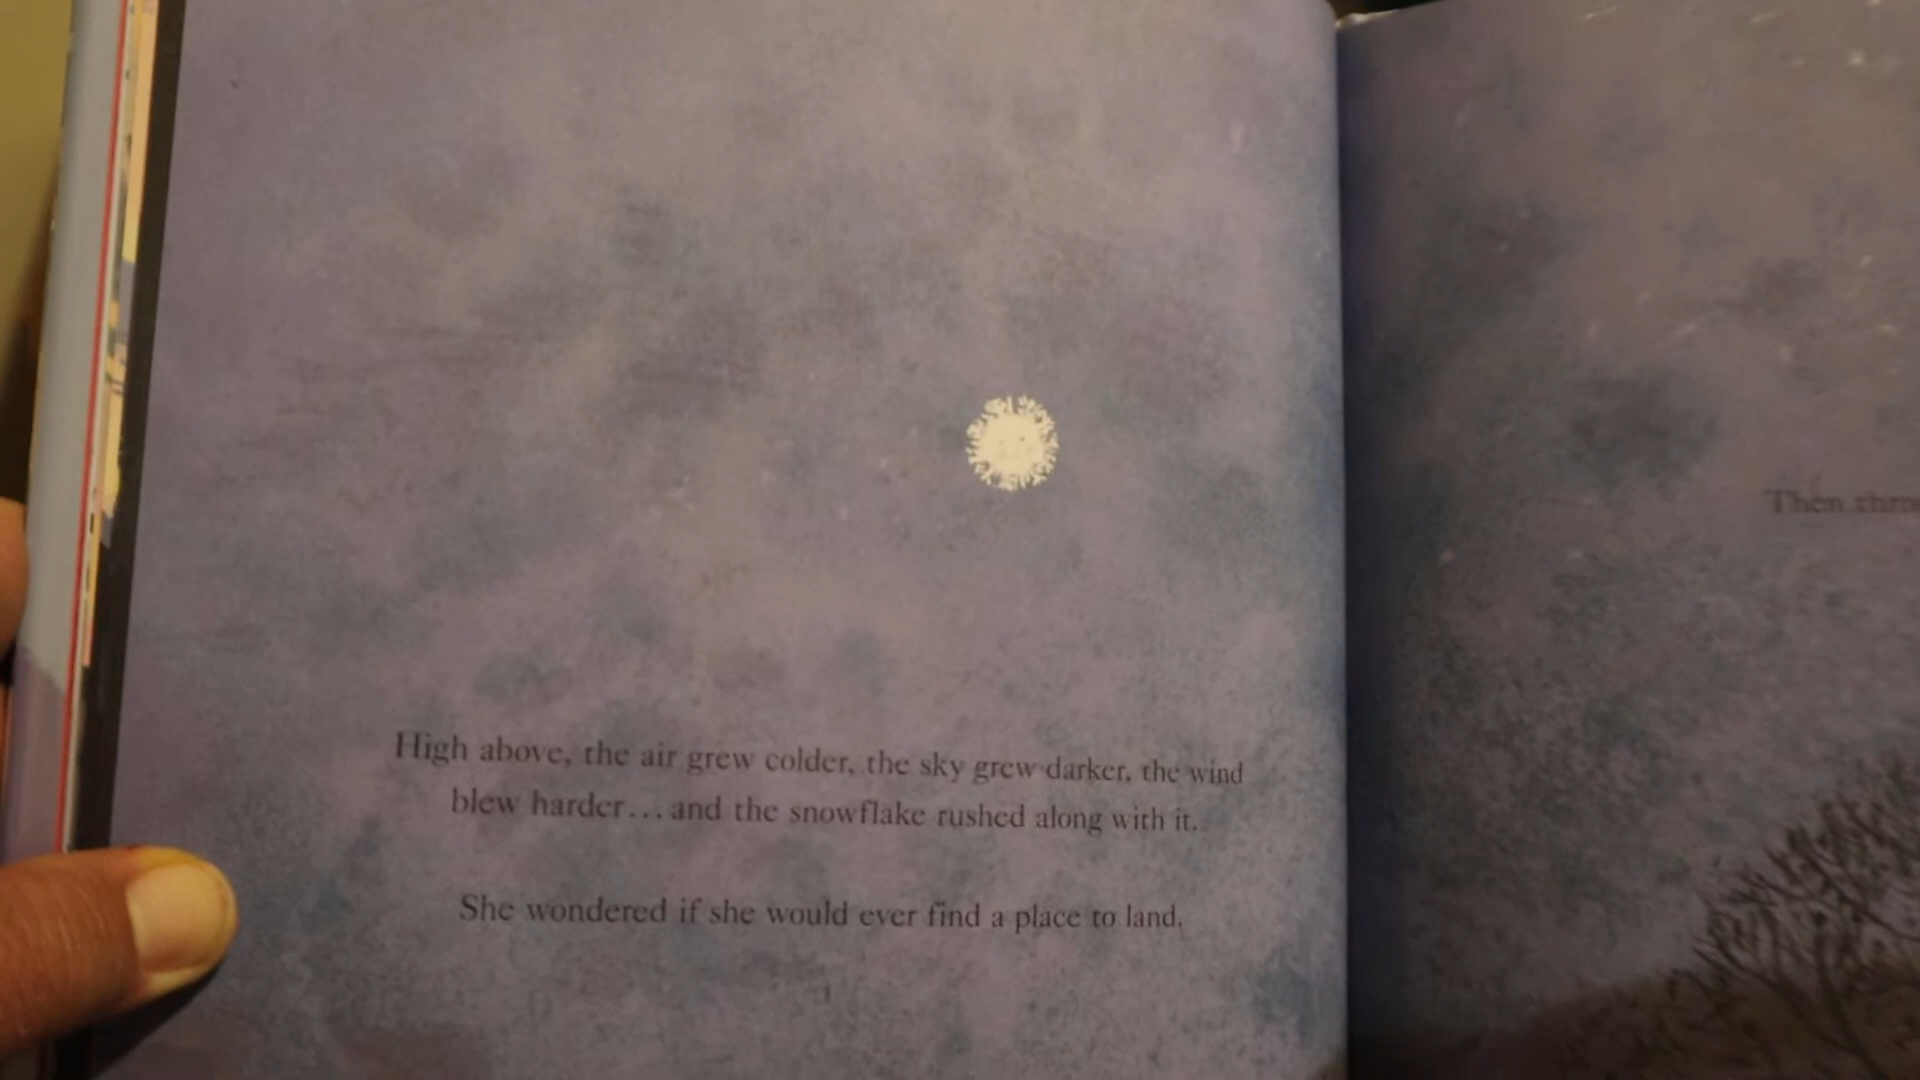 High above, the air grew colder, the sky grew darker, the wind
blew harder... and the snowflake rushed along with it.
She wondered if she would ever find a place to land.
Then